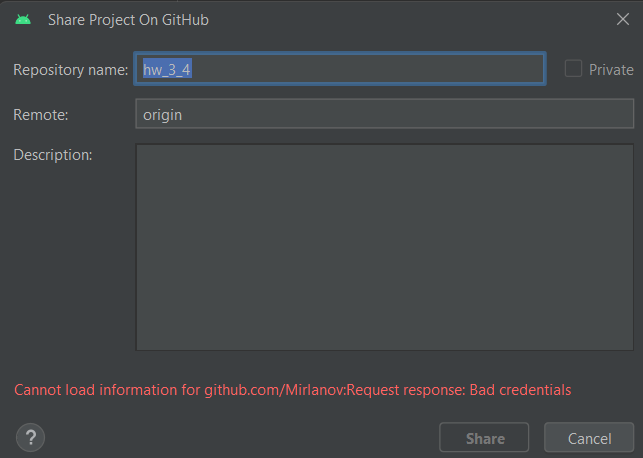 Share Project On GitHub
Repository name: hw_3_4 Private
Remote: origin
Description:
Cannot load information for github.com/Mirlanov:Request response: Bad credentials
? Share Cancel